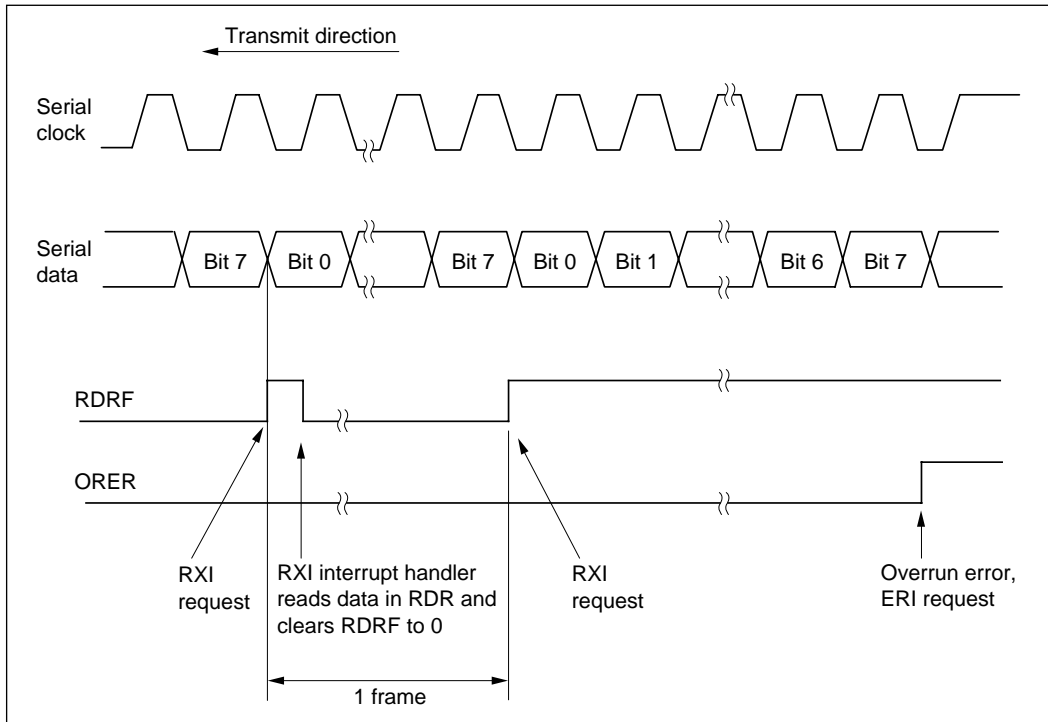 Transmit direction
Serial
clock
Serial
data
Bit 7
Bit 0
Bit 7
Bit 0
Bit 1
Bit 6
Bit 7
RDRF
ORER
RXI
request
RXI interrupt handler
reads data in RDR and
clears RDRF to 0
RXI
request
Overrun error,
ERI request
1 frame